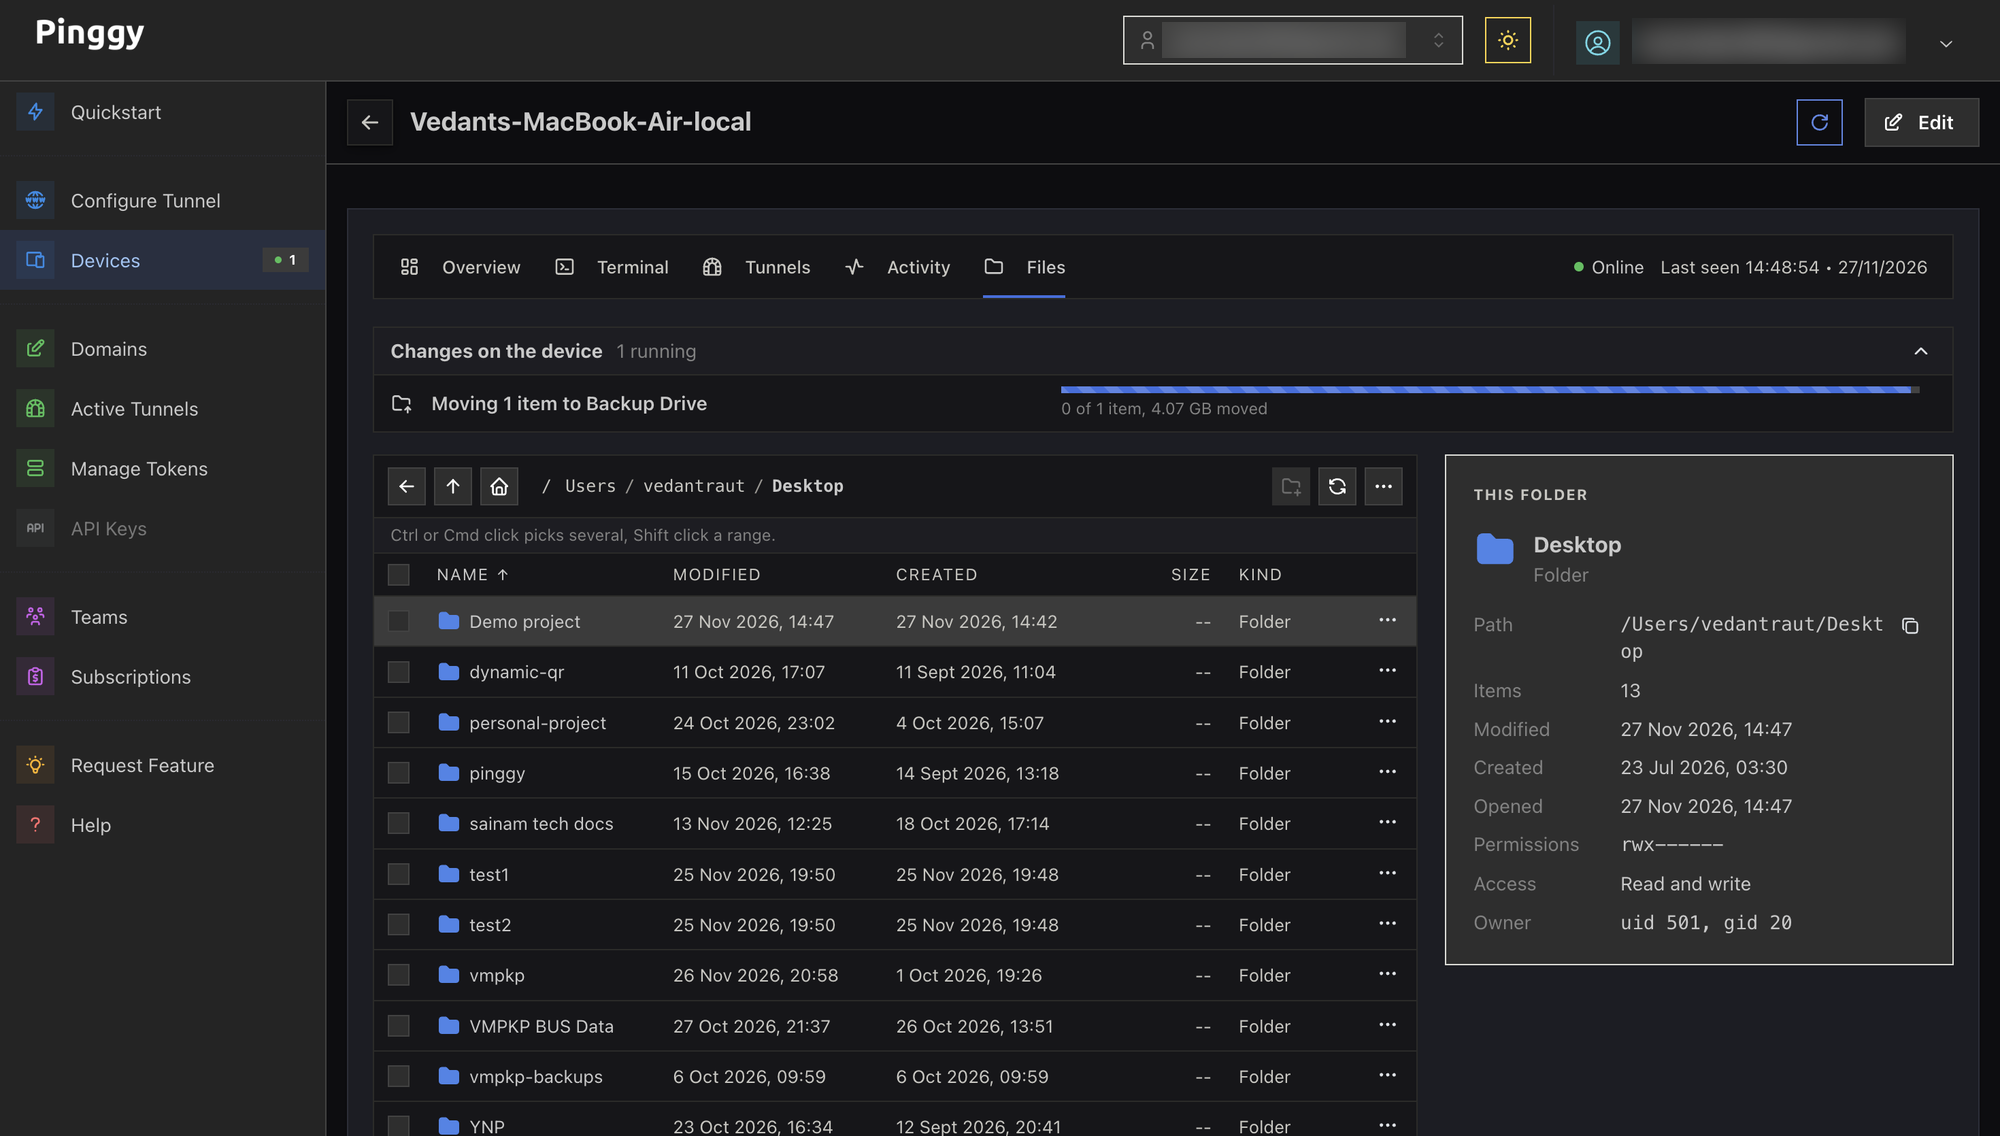 Pinggy
Quickstart
Configure Tunnel
Devices
1
Domains
Active Tunnels
Manage Tokens
API API Keys
Teams
Subscriptions
Request Feature
? Help
Vedants-MacBook-Air-local
Edit
Overview Terminal Tunnels Activity Files
Online Last seen 14:48:54 • 27/11/2026
Changes on the device 1 running
Moving 1 item to Backup Drive
0 of 1 item, 4.07 GB moved
/ Users / vedantraut / Desktop
Ctrl or Cmd click picks several, Shift click a range.
NAME ↑ MODIFIED CREATED SIZE KIND
Demo project 27 Nov 2026, 14:47 27 Nov 2026, 14:42 -- Folder
dynamic-qr 11 Oct 2026, 17:07 11 Sept 2026, 11:04 -- Folder
personal-project 24 Oct 2026, 23:02 4 Oct 2026, 15:07 -- Folder
pinggy 15 Oct 2026, 16:38 14 Sept 2026, 13:18 -- Folder
sainam tech docs 13 Nov 2026, 12:25 18 Oct 2026, 17:14 -- Folder
test1 25 Nov 2026, 19:50 25 Nov 2026, 19:48 -- Folder
test2 25 Nov 2026, 19:50 25 Nov 2026, 19:48 -- Folder
vmpkp 26 Nov 2026, 20:58 1 Oct 2026, 19:26 -- Folder
VMPKP BUS Data 27 Oct 2026, 21:37 26 Oct 2026, 13:51 -- Folder
vmpkp-backups 6 Oct 2026, 09:59 6 Oct 2026, 09:59 -- Folder
YNP 23 Oct 2026, 16:34 12 Sept 2026, 20:41 -- Folder
THIS FOLDER
Desktop
Folder
Path /Users/vedantraut/Deskt
op
Items 13
Modified 27 Nov 2026, 14:47
Created 23 Jul 2026, 03:30
Opened 27 Nov 2026, 14:47
Permissions rwx------
Access Read and write
Owner uid 501, gid 20